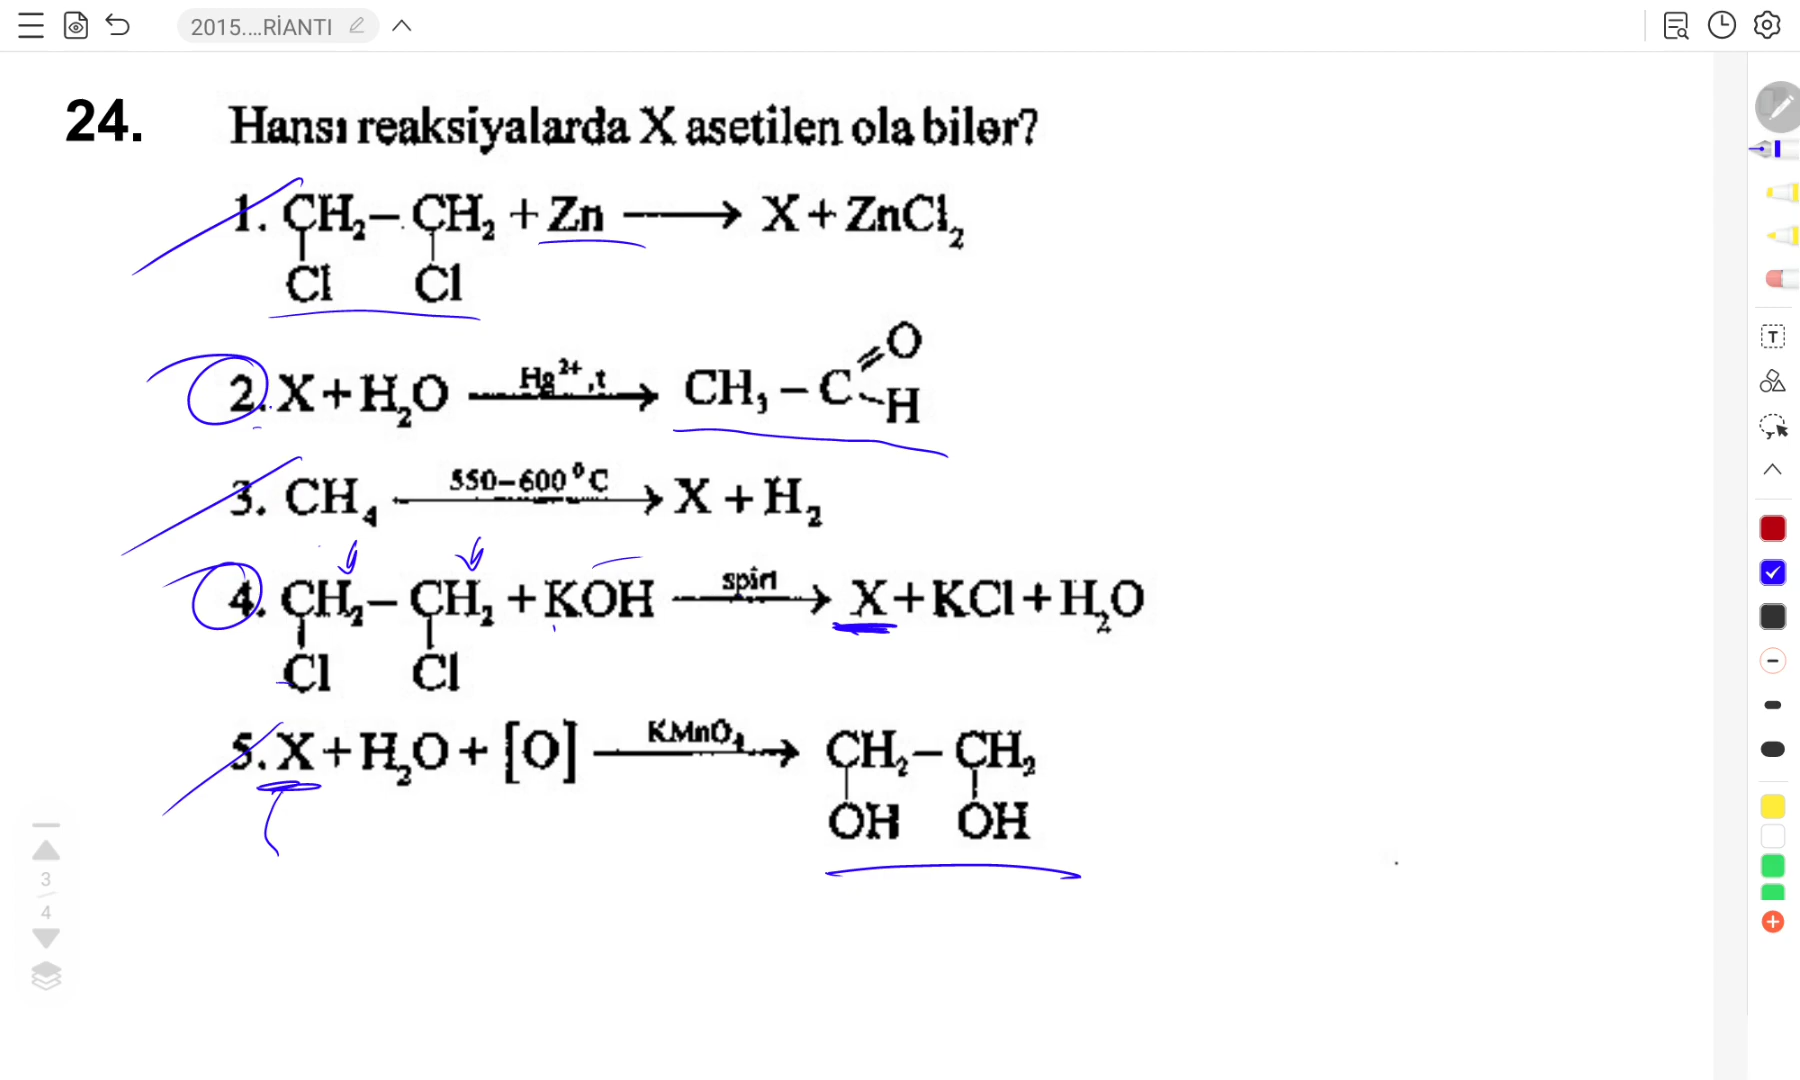 2015....RİANTI
24. Hansı reaksiyalarda X asetilen ola bilər?
1. CH₂–CH₂ + Zn ⟶ X + ZnCl₂
Cl Cl
2. X + H₂O Hg²⁺,t ⟶ CH₃–C
O
H
3. CH₄ 550–600⁰C ⟶ X + H₂
4. CH₂–CH₂ + KOH spirt ⟶ X + KCl + H₂O
Cl Cl
5. X + H₂O + [O] KMnO₄ ⟶ CH₂–CH₂
OH OH
3
4
T